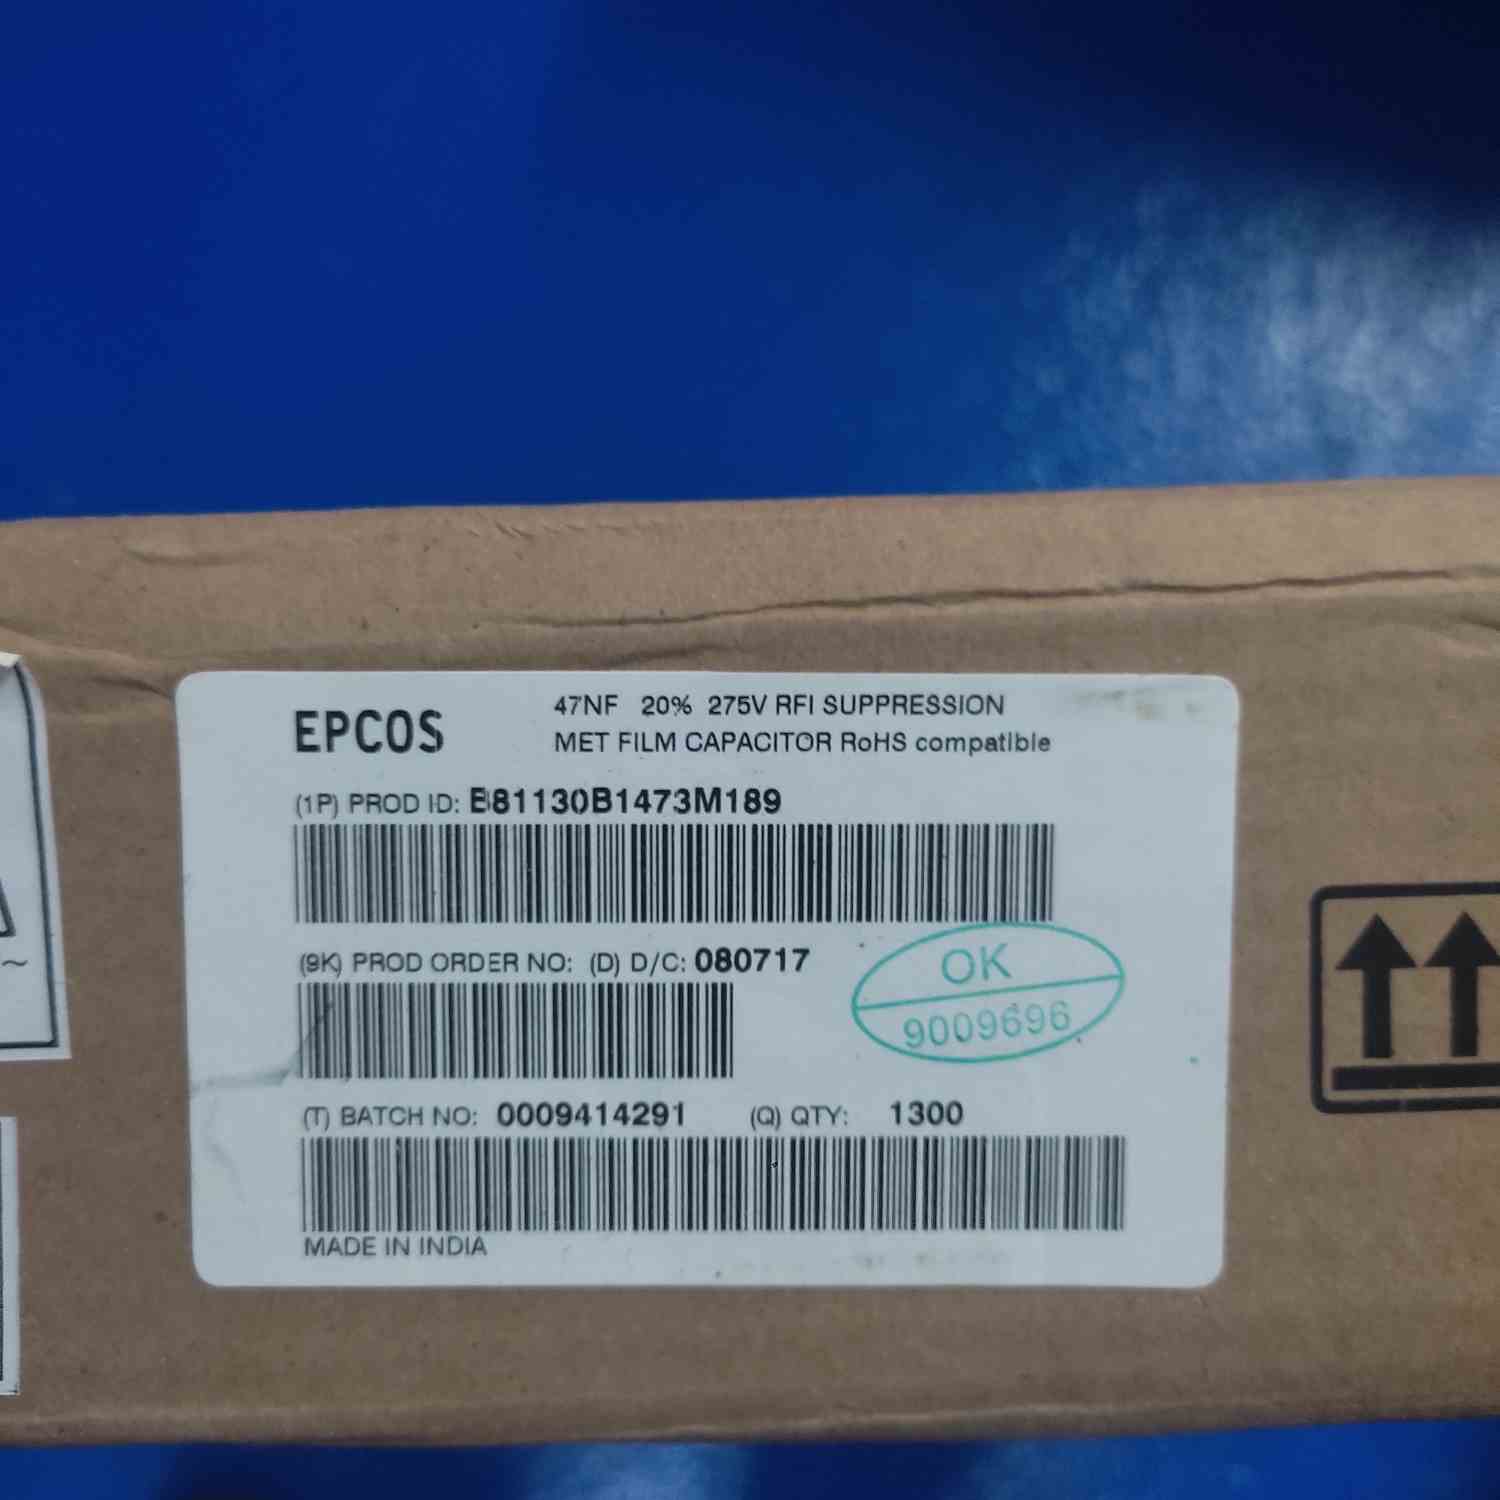 EPCOS
47NF 20% 275V RFI SUPPRESSION
MET FILM CAPACITOR RoHS compatible
(1P) PROD ID: B81130B1473M189
(9K) PROD ORDER NO: (D) D/C: 080717
OK
9009696
(T) BATCH NO: 0009414291 (Q) QTY: 1300
MADE IN INDIA